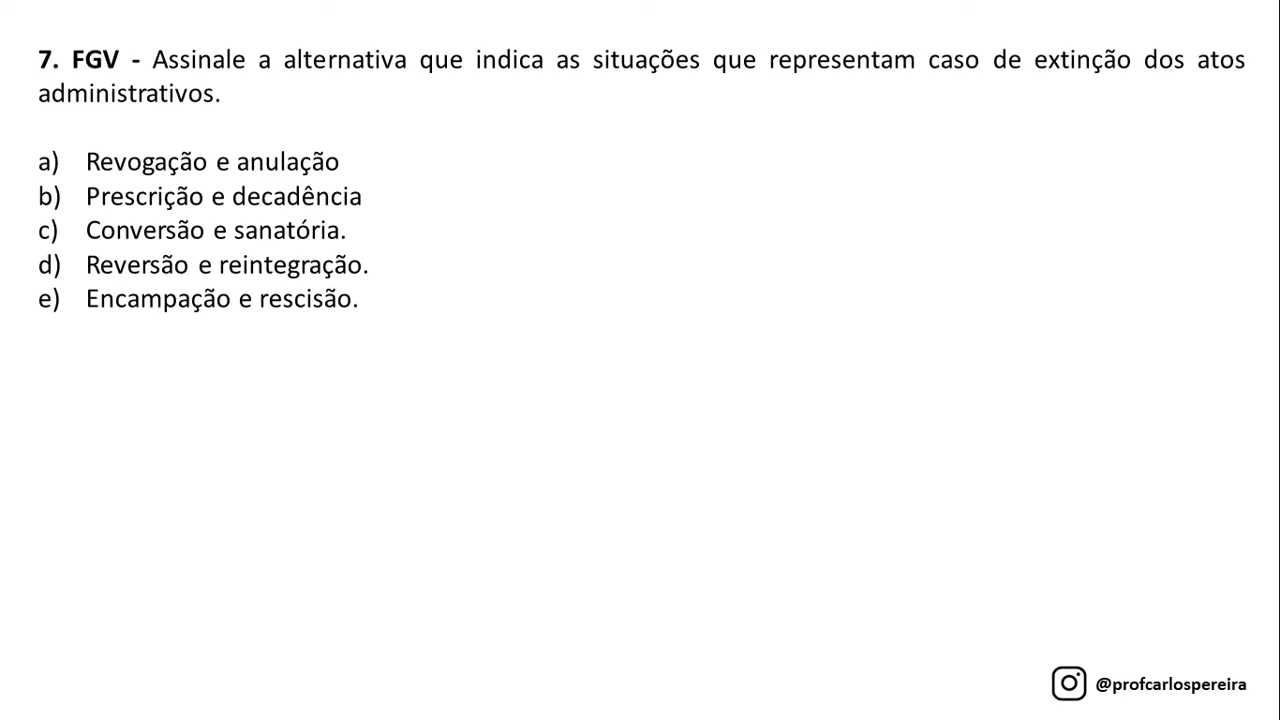 7. FGV - Assinale a alternativa que indica as situações que representam caso de extinção dos atos
administrativos.
a) Revogação e anulação
b) Prescrição e decadência
c) Conversão e sanatória.
d) Reversão e reintegração.
e) Encampação e rescisão.
@profcarlospereira